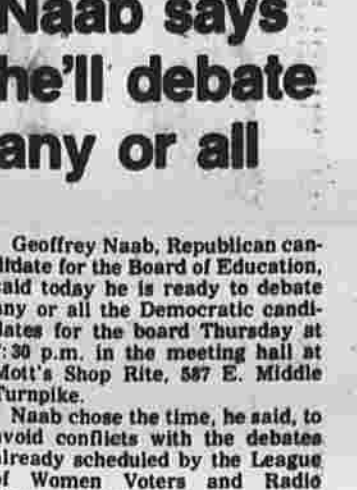 Naab says
he'll debate
any or all
Geoffrey Naab, Republican can-
didate for the Board of Education,
said today he is ready to debate
any or all the Democratic candi-
dates for the board Thursday at
7:30 p.m. in the meeting hall at
Mott's Shop Rite, 587 E. Middle
Turnpike.
Naab chose the time, he said, to
avoid conflicts with the debates
already scheduled by the League
of Women Voters and Radio